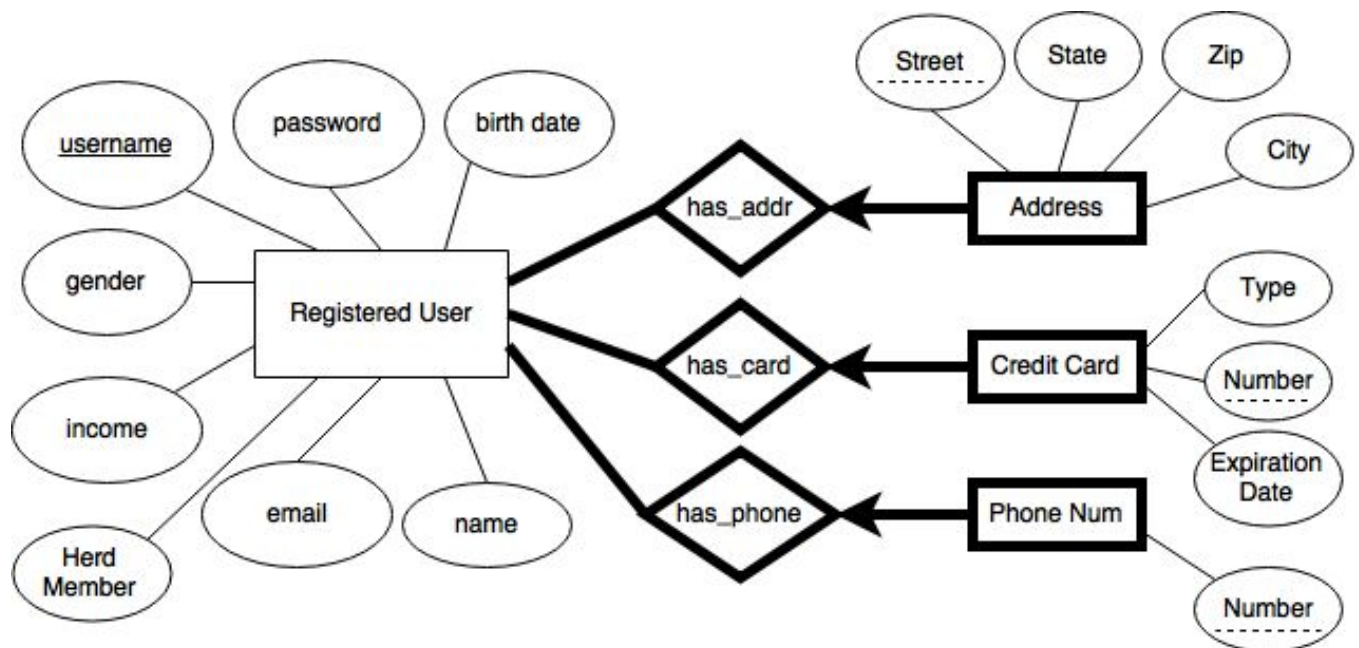 Street
State
Zip
username
password
birth date
City
has_addr
Address
gender
Type
Registered User
has_card
Credit Card
Number
income
Expiration
Date
email
name
has_phone
Phone Num
Herd
Member
Number